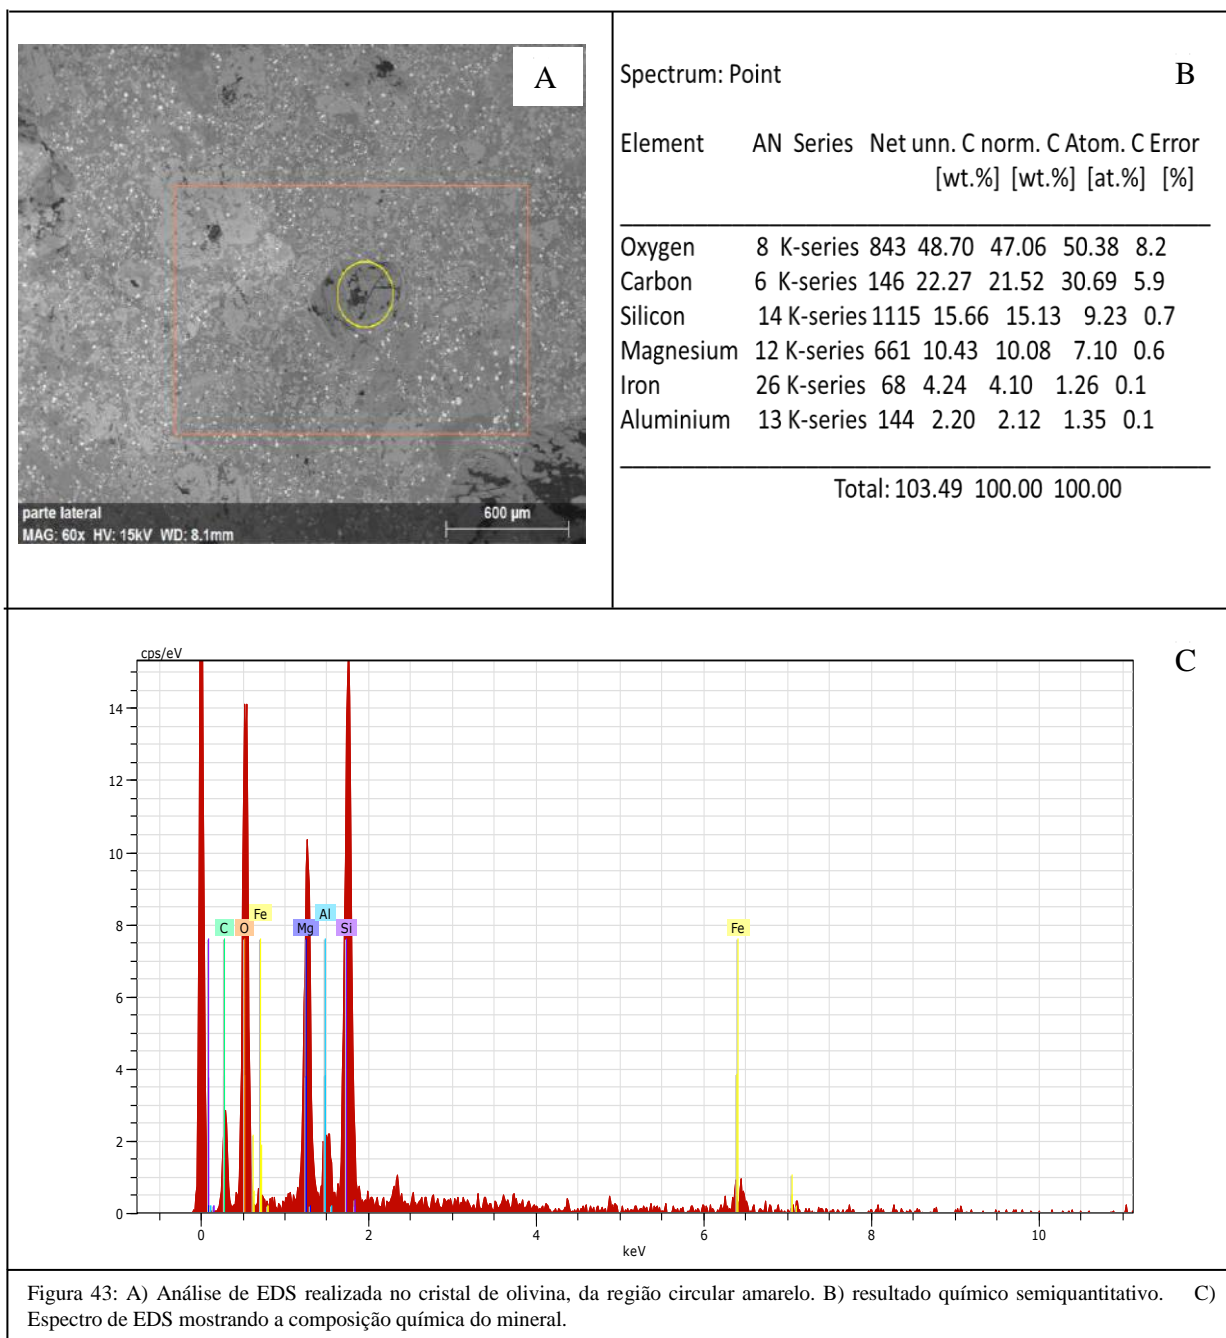 A
parte lateral
MAG: 60x HV: 15kV WD: 8.1mm
600 µm
Spectrum: Point
B
Element AN Series Net unn. C norm. C Atom. C Error
[wt.%] [wt.%] [at.%] [%]
Oxygen 8 K-series 843 48.70 47.06 50.38 8.2
Carbon 6 K-series 146 22.27 21.52 30.69 5.9
Silicon 14 K-series 1115 15.66 15.13 9.23 0.7
Magnesium 12 K-series 661 10.43 10.08 7.10 0.6
Iron 26 K-series 68 4.24 4.10 1.26 0.1
Aluminium 13 K-series 144 2.20 2.12 1.35 0.1
Total: 103.49 100.00 100.00
C
cps/eV
14
12
10
8
6
4
2
0
C O Fe Mg Al Si Fe
0 2 4 6 8 10
keV
Figura 43: A) Análise de EDS realizada no cristal de olivina, da região circular amarelo. B) resultado químico semiquantitativo. C)
Espectro de EDS mostrando a composição química do mineral.